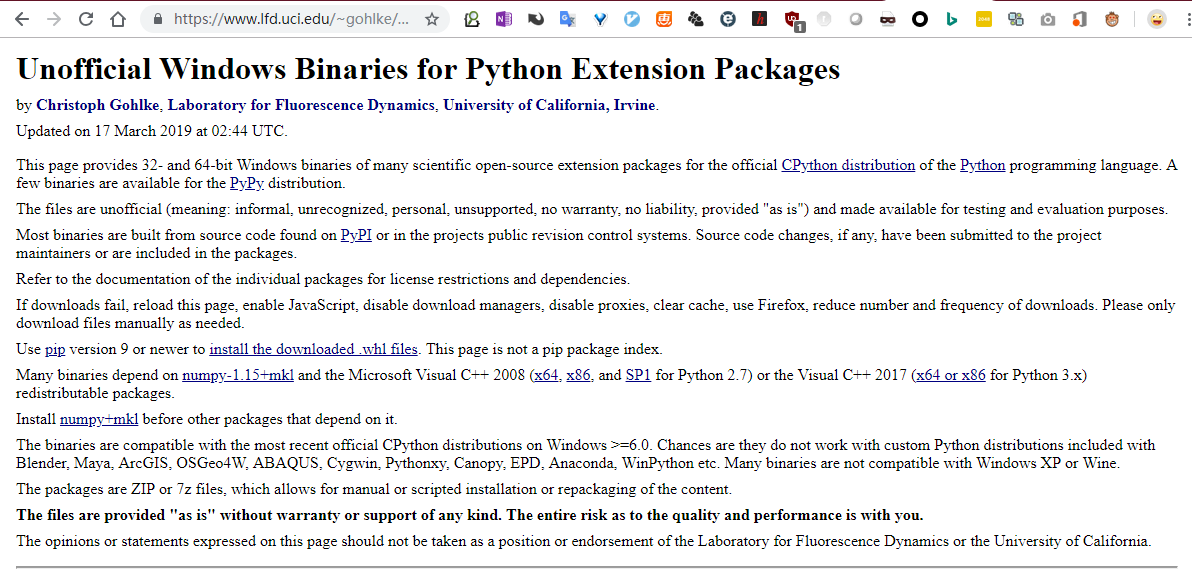 https://www.lfd.uci.edu/~gohlke/...
1
Unofficial Windows Binaries for Python Extension Packages
by Christoph Gohlke, Laboratory for Fluorescence Dynamics, University of California, Irvine.
Updated on 17 March 2019 at 02:44 UTC.
This page provides 32- and 64-bit Windows binaries of many scientific open-source extension packages for the official CPython distribution of the Python programming language. A
few binaries are available for the PyPy distribution.
The files are unofficial (meaning: informal, unrecognized, personal, unsupported, no warranty, no liability, provided "as is") and made available for testing and evaluation purposes.
Most binaries are built from source code found on PyPI or in the projects public revision control systems. Source code changes, if any, have been submitted to the project
maintainers or are included in the packages.
Refer to the documentation of the individual packages for license restrictions and dependencies.
If downloads fail, reload this page, enable JavaScript, disable download managers, disable proxies, clear cache, use Firefox, reduce number and frequency of downloads. Please only
download files manually as needed.
Use pip version 9 or newer to install the downloaded .whl files. This page is not a pip package index.
Many binaries depend on numpy-1.15+mkl and the Microsoft Visual C++ 2008 (x64, x86, and SP1 for Python 2.7) or the Visual C++ 2017 (x64 or x86 for Python 3.x)
redistributable packages.
Install numpy+mkl before other packages that depend on it.
The binaries are compatible with the most recent official CPython distributions on Windows >=6.0. Chances are they do not work with custom Python distributions included with
Blender, Maya, ArcGIS, OSGeo4W, ABAQUS, Cygwin, Pythonxy, Canopy, EPD, Anaconda, WinPython etc. Many binaries are not compatible with Windows XP or Wine.
The packages are ZIP or 7z files, which allows for manual or scripted installation or repackaging of the content.
The files are provided "as is" without warranty or support of any kind. The entire risk as to the quality and performance is with you.
The opinions or statements expressed on this page should not be taken as a position or endorsement of the Laboratory for Fluorescence Dynamics or the University of California.